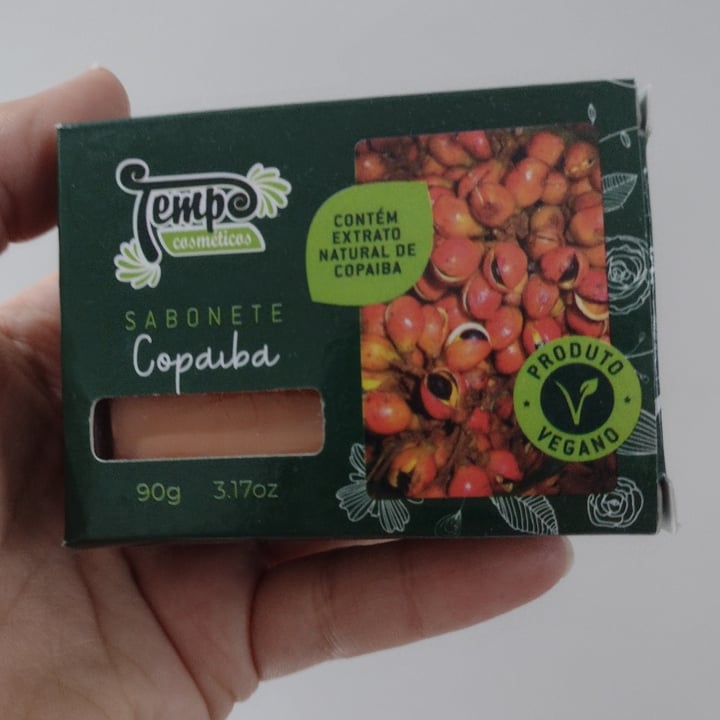 Tempo
cosméticos
SABONETE
Copaiba
90g 3.17oz
CONTÉM
EXTRATO
NATURAL DE
COPAIBA
PRODUTO
VEGANO